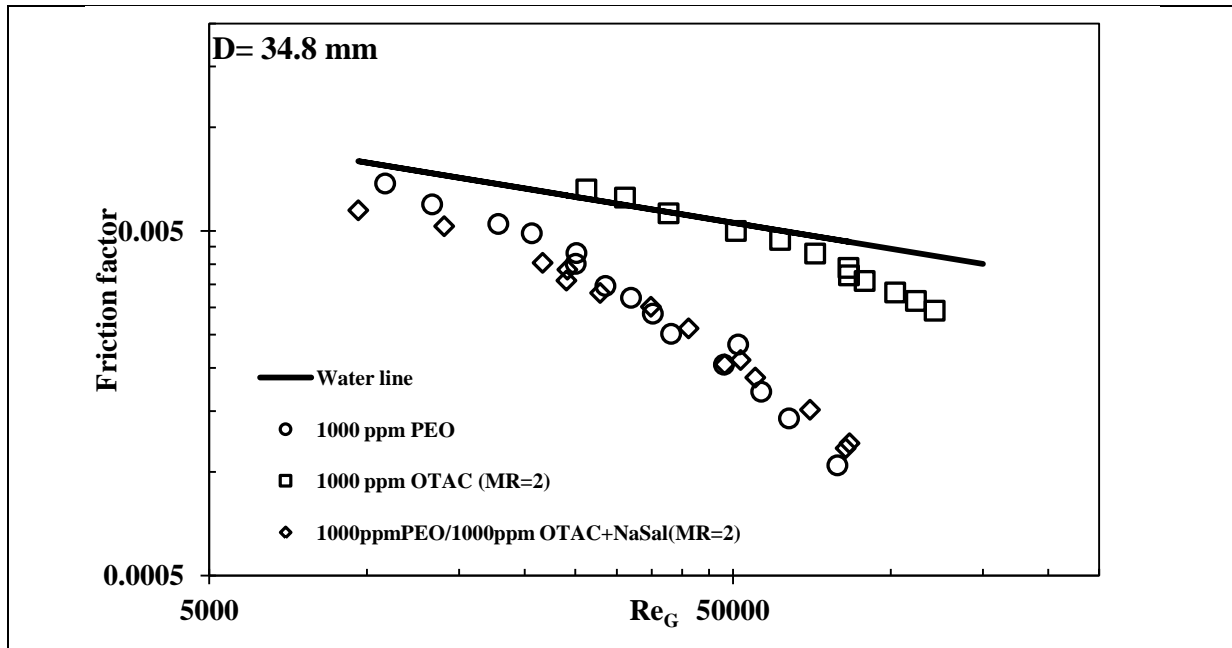 D= 34.8 mm
Friction factor
0.005
0.0005
Water line
1000 ppm PEO
1000 ppm OTAC (MR=2)
1000ppmPEO/1000ppm OTAC+NaSal(MR=2)
5000
Re_G
50000